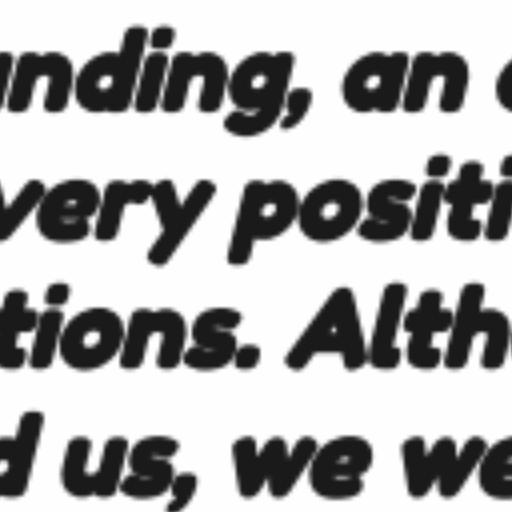 nding, an
very positi
tions. Alth
d us, we we